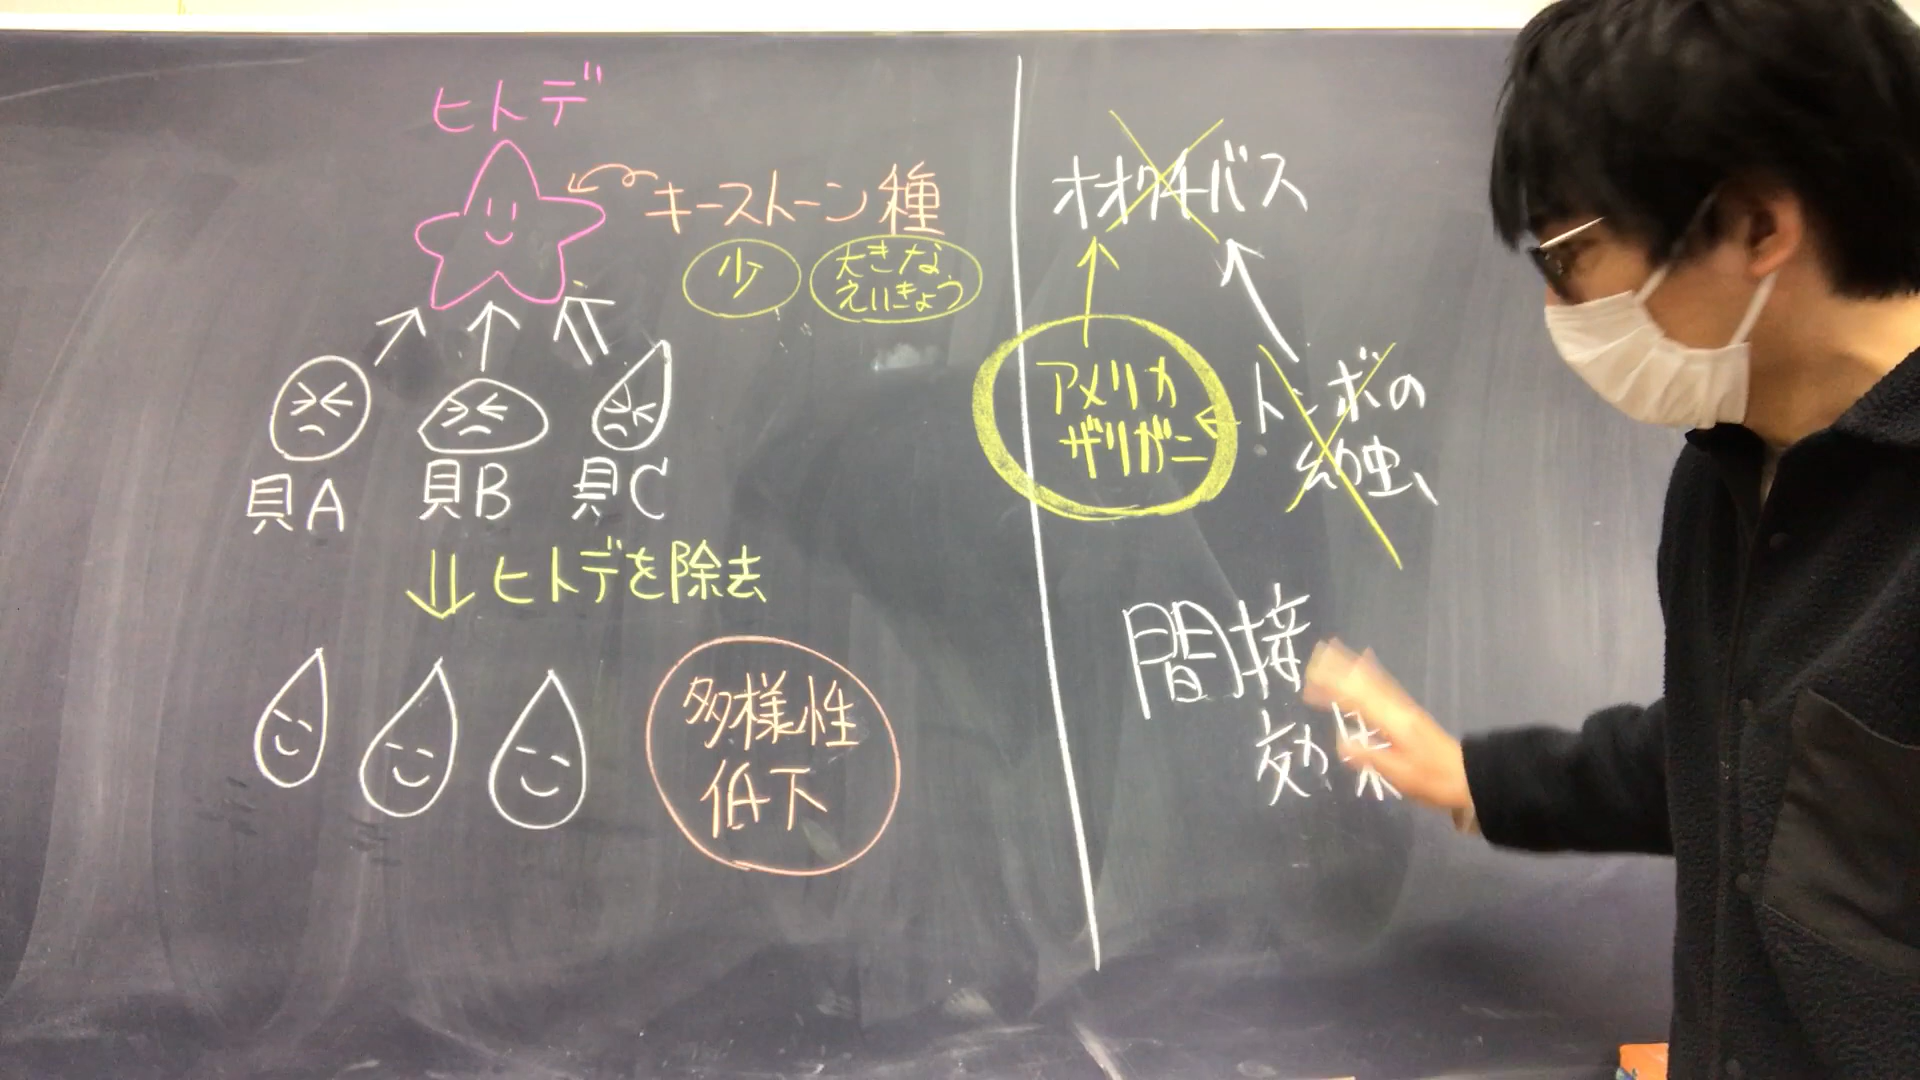 ヒトデ
キーストーン種
少
大きな
えいきょう
貝A
貝B
貝C
ヒトデを除去
多様性
低下
オオクチバス
アメリカ
ザリガニ
トンボの
幼虫
間接
効果